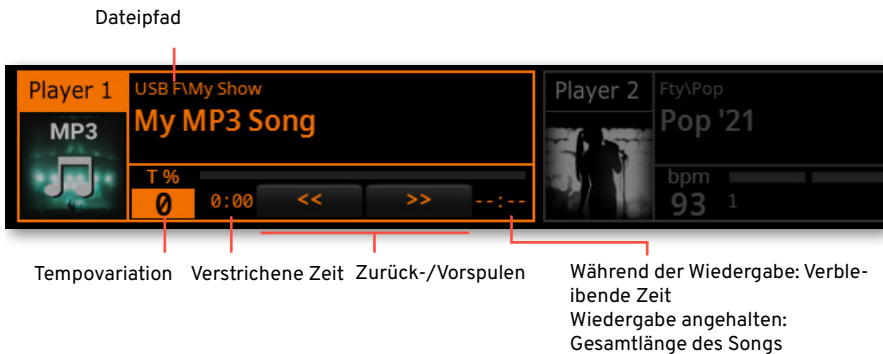 Dateipfad
Player 1
USB F\My Show
My MP3 Song
MP3
T %
0
0:00
<<
>>
--:--
Player 2
Fty\Pop
Pop '21
bpm
93
1
Tempovariation
Verstrichene Zeit
Zurück-/Vorspulen
Während der Wiedergabe: Verble-
ibende Zeit
Wiedergabe angehalten:
Gesamtlänge des Songs